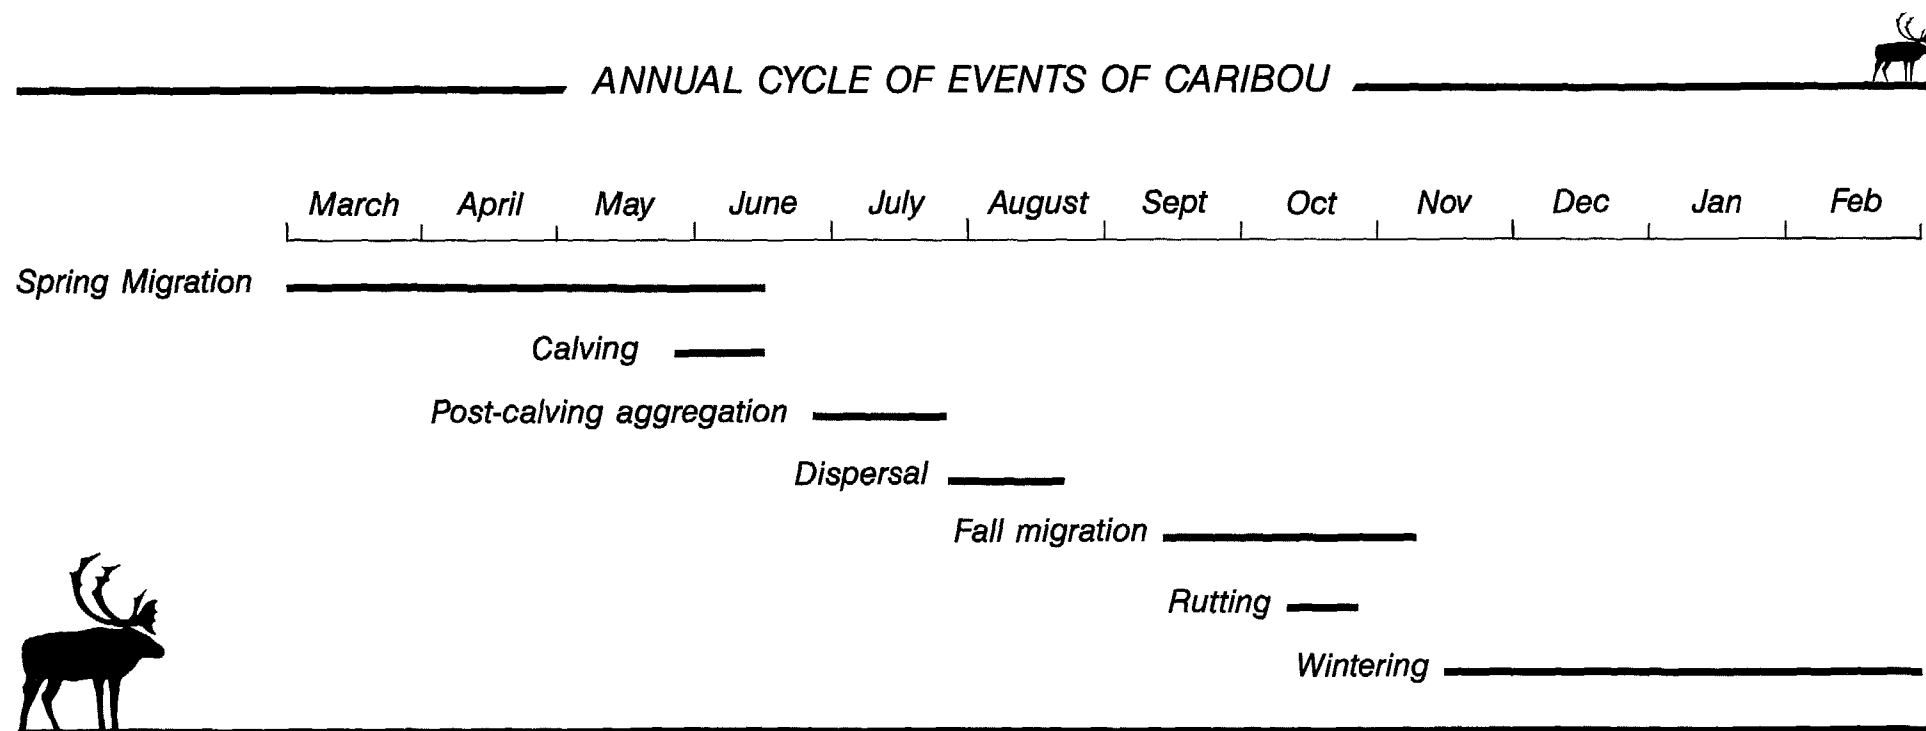 ANNUAL CYCLE OF EVENTS OF CARIBOU
March April May June July August Sept Oct Nov Dec Jan Feb
Spring Migration
Calving
Post-calving aggregation
Dispersal
Fall migration
Rutting
Wintering